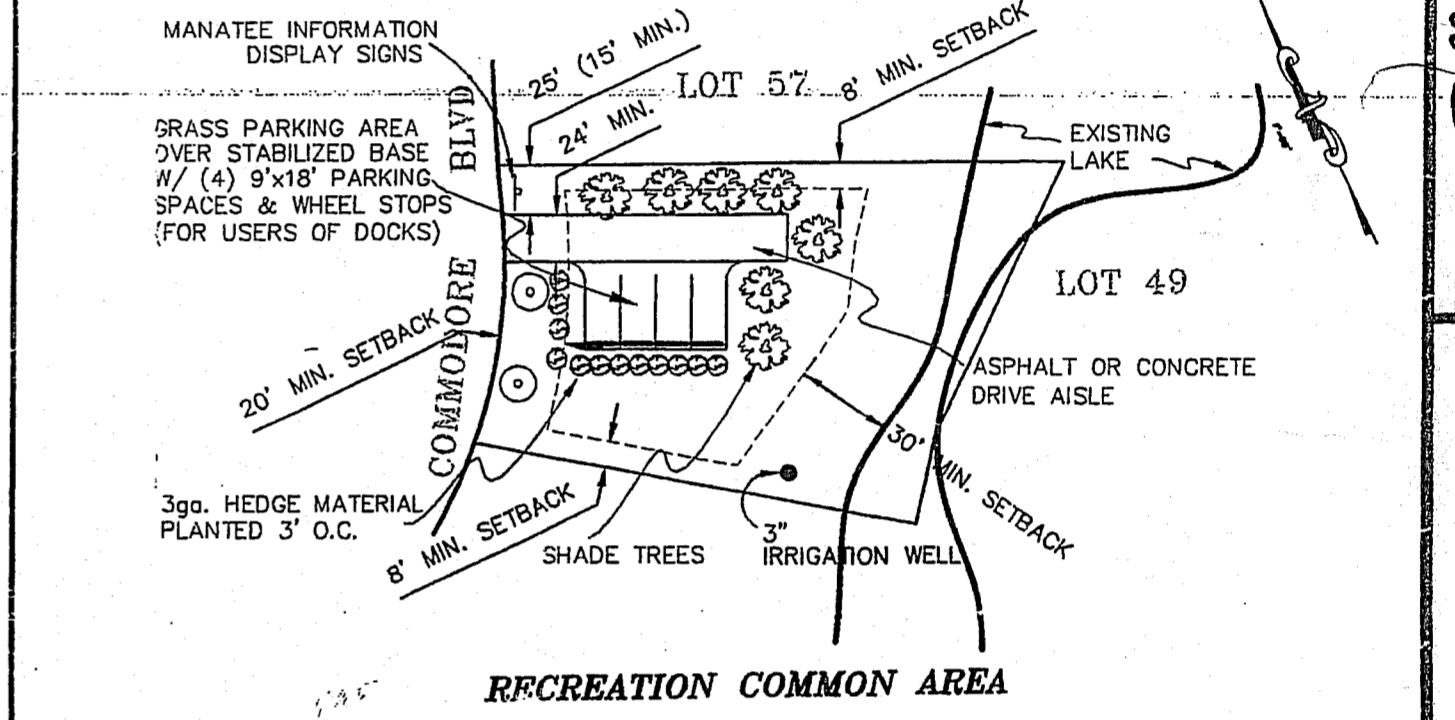 MANATEE INFORMATION
DISPLAY SIGNS
25' (15' MIN.)
LOT 57
8' MIN. SETBACK
24' MIN.
GRASS PARKING AREA
OVER STABILIZED BASE
W/ (4) 9'x18' PARKING
SPACES & WHEEL STOPS
(FOR USERS OF DOCKS)
EXISTING
LAKE
COMMODORE BLVD
LOT 49
20' MIN. SETBACK
ASPHALT OR CONCRETE
DRIVE AISLE
30' MIN. SETBACK
3ga. HEDGE MATERIAL
PLANTED 3' O.C.
8' MIN. SETBACK
SHADE TREES
3"
IRRIGATION WELL
RECREATION COMMON AREA